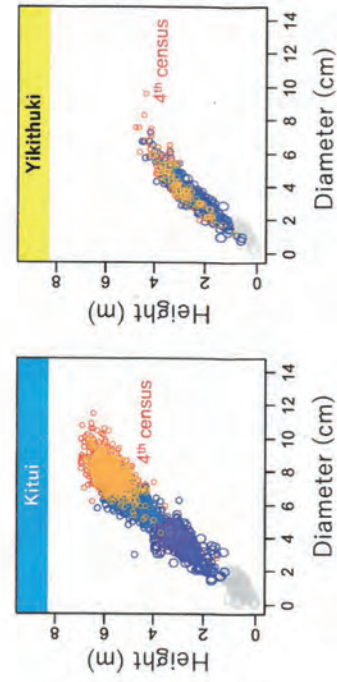 Kitui
Height (m)
8
6
4
2
0
4th census
0 2 4 6 8 10 12 14
Diameter (cm)
Yikithuki
Height (m)
8
6
4
2
0
4th census
0 2 4 6 8 10 12 14
Diameter (cm)